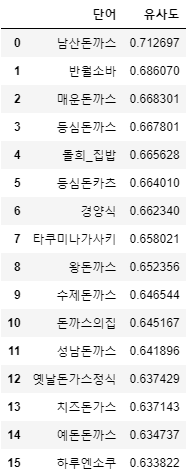 단어 유사도
0 남산돈까스 0.712697
1 반월소바 0.686070
2 매운돈까스 0.668301
3 등심돈까스 0.667801
4 돌희_집밥 0.665628
5 등심돈카츠 0.664010
6 경양식 0.662340
7 타쿠미나가사키 0.658021
8 왕돈까스 0.652356
9 수제돈까스 0.646544
10 돈까스의집 0.645167
11 성남돈까스 0.641896
12 옛날돈가스정식 0.637429
13 치즈돈가스 0.637143
14 예돈돈까스 0.634737
15 하루엔소쿠 0.633822